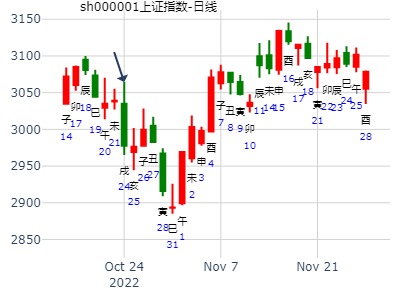 sh000001上证指数-日线
3150
3100
3050
3000
2950
2900
2850
子
14
卯
17
辰
18
巳
19
午
20
未
21
戌
24
亥
25
子
26
丑
27
寅
28
巳
31
午
1
未
2
申
3
酉
4
子
7
丑
8
寅
9
卯
10
辰
11
未
14
申
15
酉
16
戌
17
亥
18
寅
21
卯
22
辰
23
巳
24
午
25
酉
28
Oct 24
2022
Nov 7
Nov 21